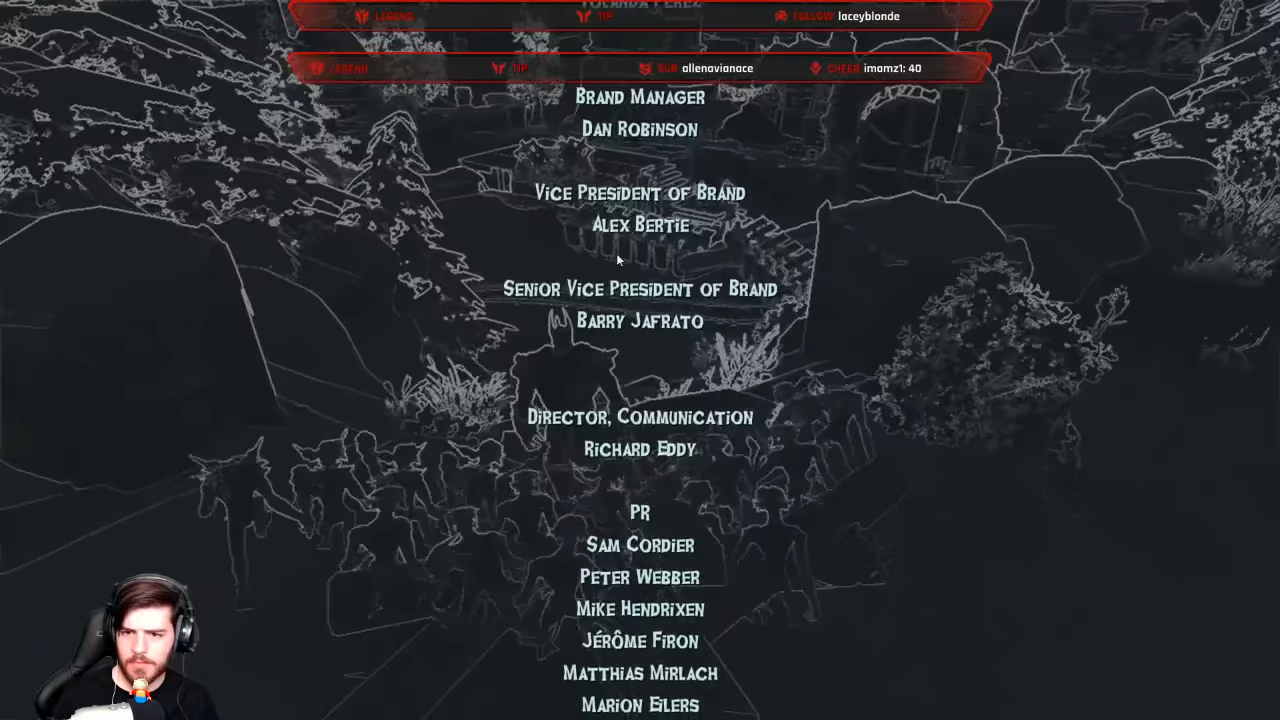 YOLANDA PEREZ
LEGEND TIP FOLLOW laceyblonde
LEGEND TIP SUB allenavianace CHEER imamz1: 40
BRAND MANAGER
DAN ROBINSON
VICE PRESIDENT OF BRAND
ALEX BERTIE
SENIOR VICE PRESIDENT OF BRAND
BARRY JAFRATO
DIRECTOR, COMMUNICATION
RICHARD EDDY
PR
SAM CORDIER
PETER WEBBER
MIKE HENDRIXEN
JÉRÔME FIRON
MATTHIAS MIRLACH
MARION EILERS